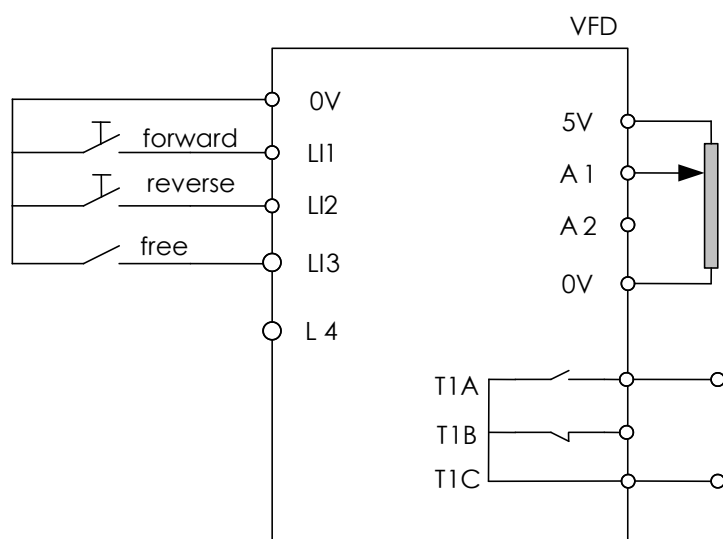 VFD
0V
forward
LI1
reverse
LI2
free
LI3
L 4
5V
A 1
A 2
0V
T1A
T1B
T1C